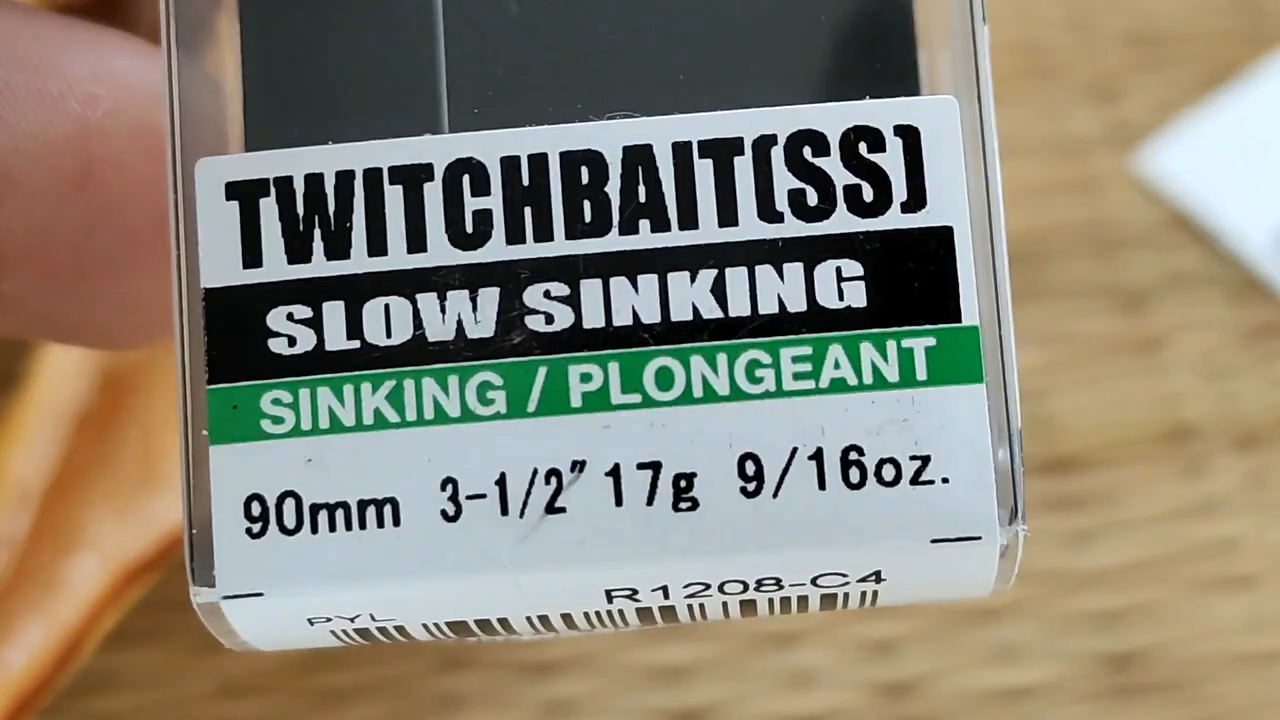 TWITCHBAIT(SS)
SLOW SINKING
SINKING / PLONGEANT
90mm 3-1/2" 17g 9/16oz.
R1208-C4
PYL